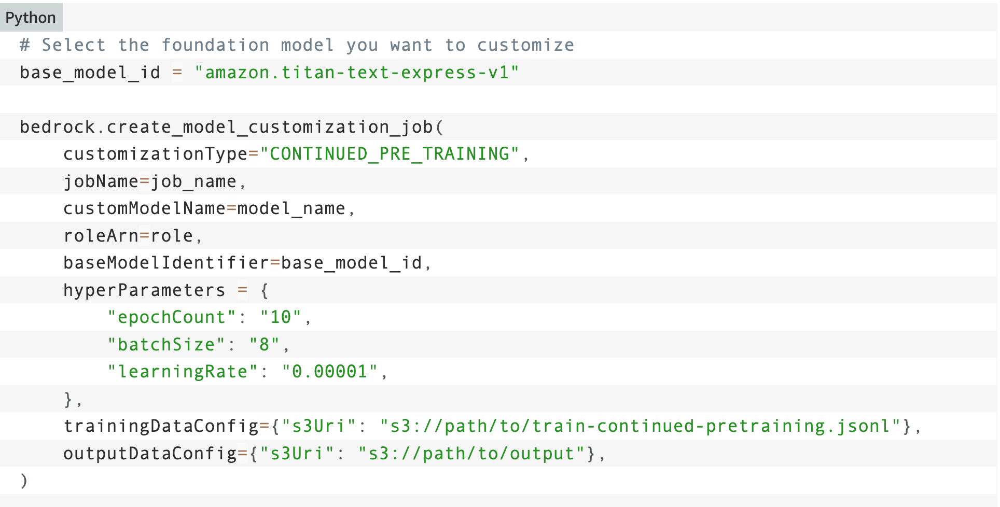 Python
# Select the foundation model you want to customize
base_model_id = "amazon.titan-text-express-v1"
bedrock.create_model_customization_job(
    customizationType="CONTINUED_PRE_TRAINING",
    jobName=job_name,
    customModelName=model_name,
    roleArn=role,
    baseModelIdentifier=base_model_id,
    hyperParameters = {
        "epochCount": "10",
        "batchSize": "8",
        "learningRate": "0.00001",
    },
    trainingDataConfig={"s3Uri": "s3://path/to/train-continued-pretraining.jsonl"},
    outputDataConfig={"s3Uri": "s3://path/to/output"},
)